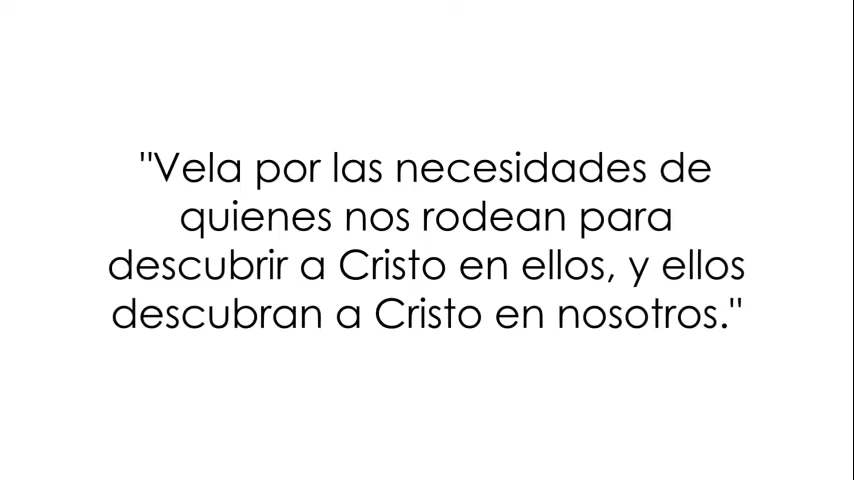 "Vela por las necesidades de
quienes nos rodean para
descubrir a Cristo en ellos, y ellos
descubran a Cristo en nosotros."